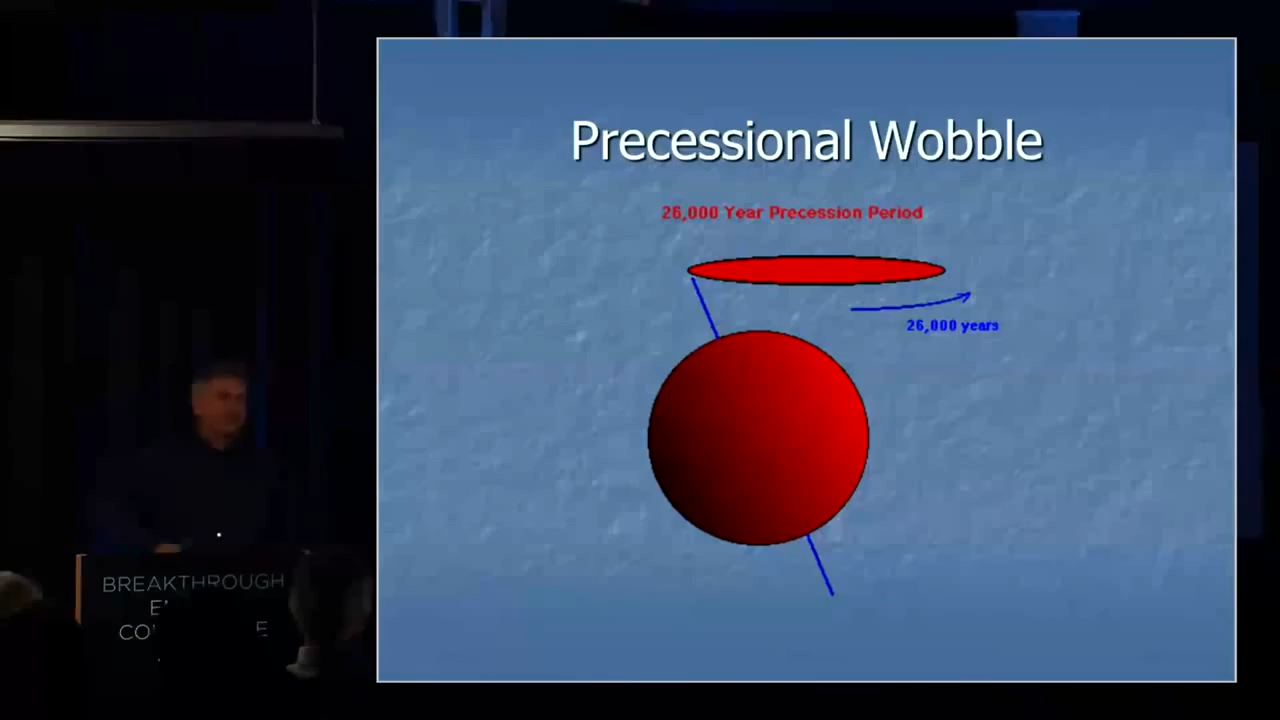 Precessional Wobble
26,000 Year Precession Period
26,000 years
BREAKTHROUGH